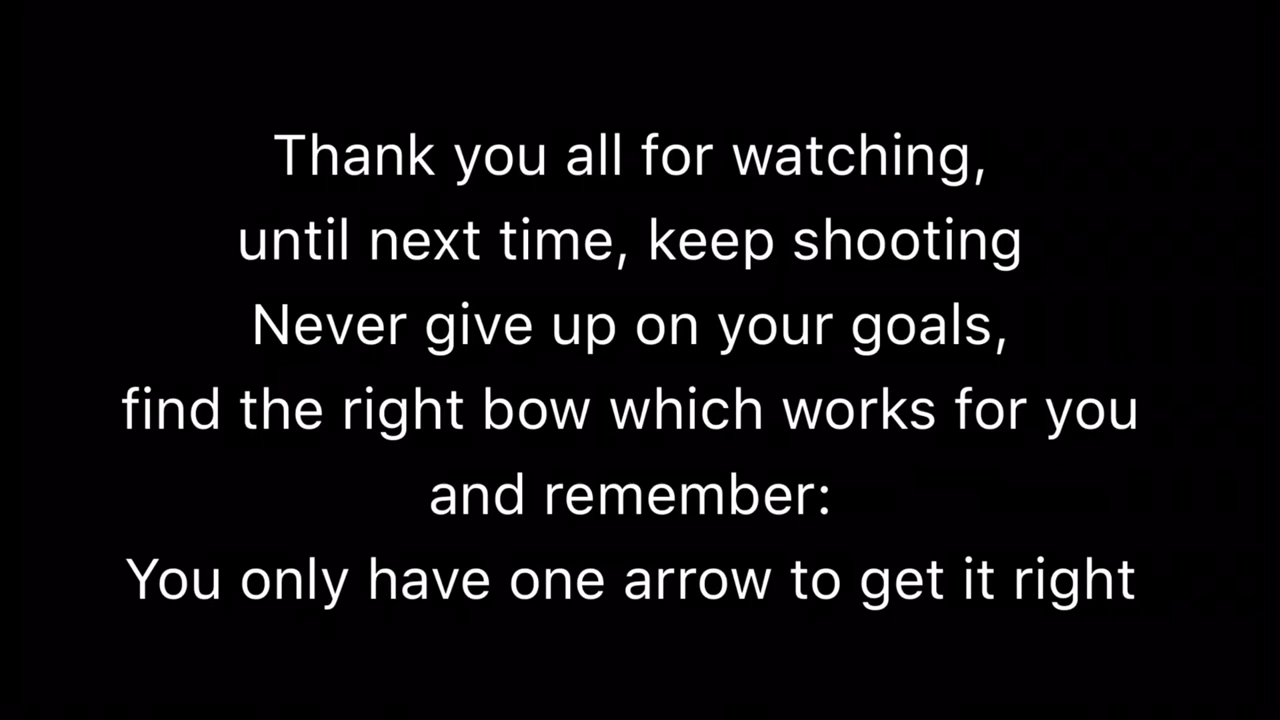 Thank you all for watching,
until next time, keep shooting
Never give up on your goals,
find the right bow which works for you
and remember:
You only have one arrow to get it right